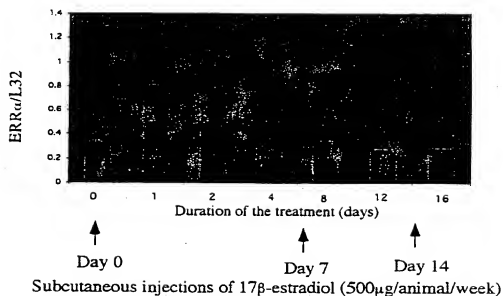 ERRα/L32
1.4
1.2
1
0.8
0.6
0.4
0.2
0
0 1 2 4 8 12 16
Duration of the treatment (days)
Day 0 Day 7 Day 14
Subcutaneous injections of 17β-estradiol (500µg/animal/week)